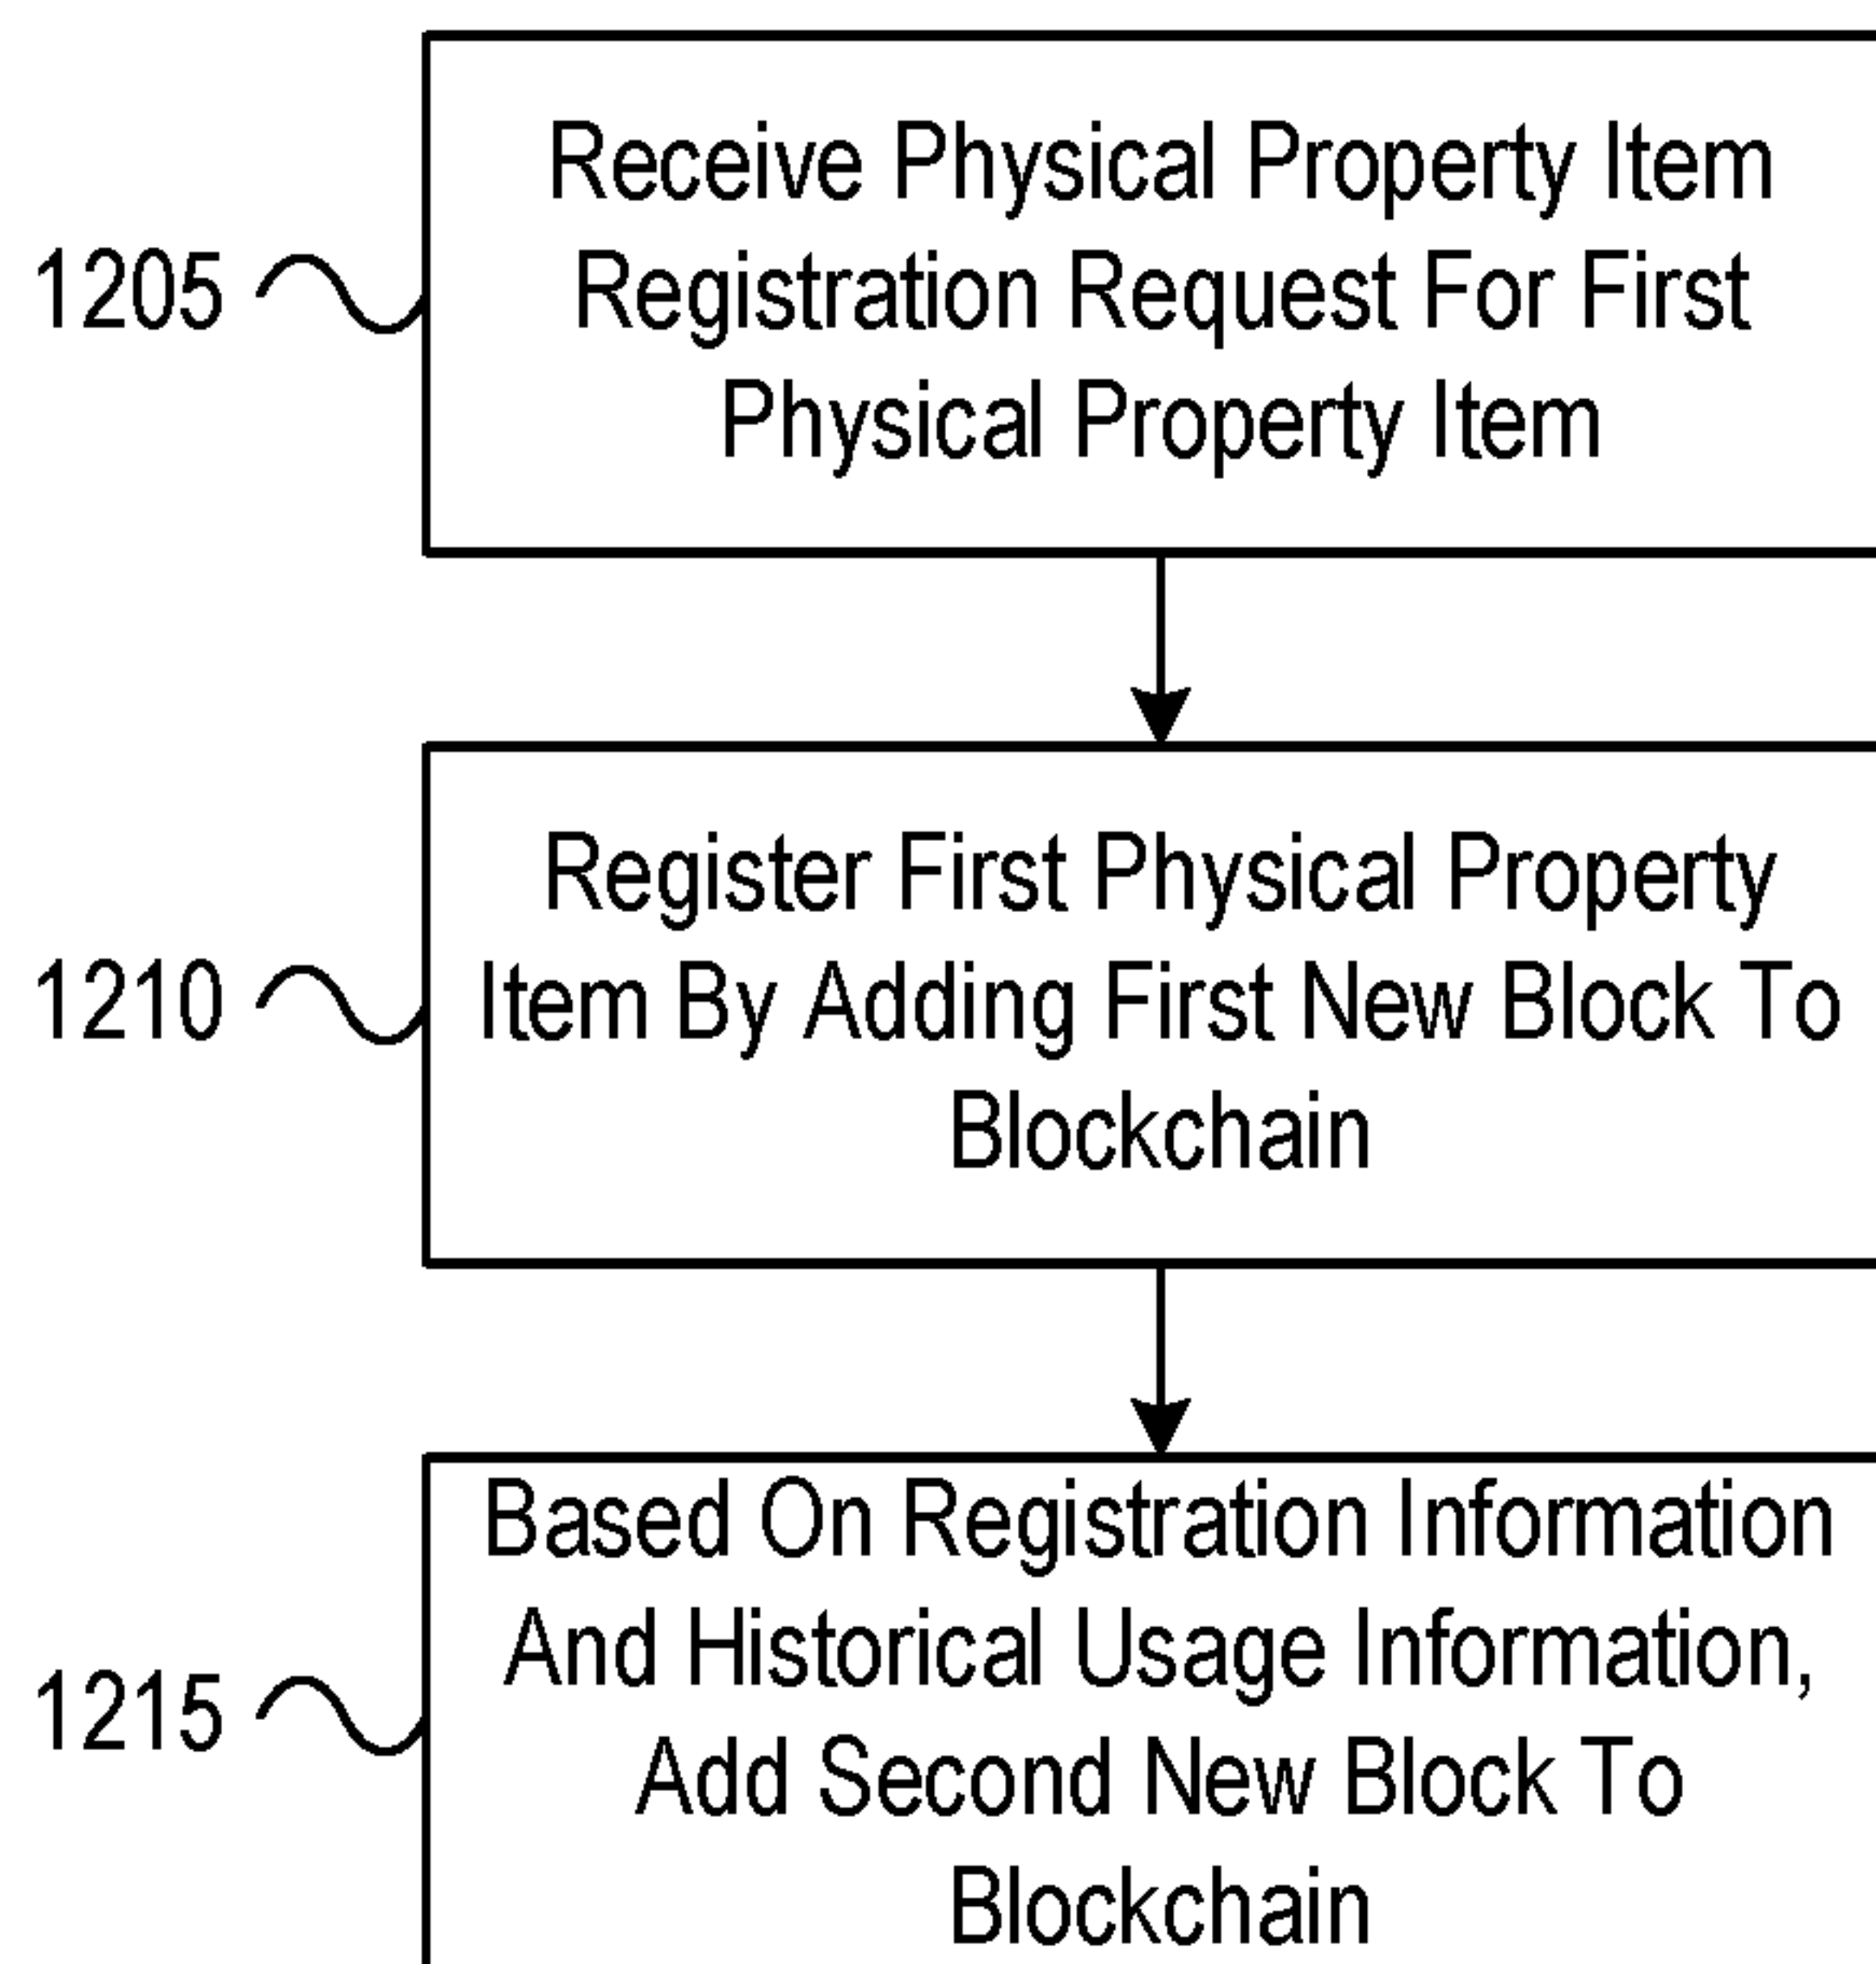 Receive Physical Property Item
1205
Registration Request For First
Physical Property Item
Register First Physical Property
1210
Item By Adding First New Block To
Blockchain
Based On Registration Information
And Historical Usage Information,
1215
Add Second New Block To
Blockchain